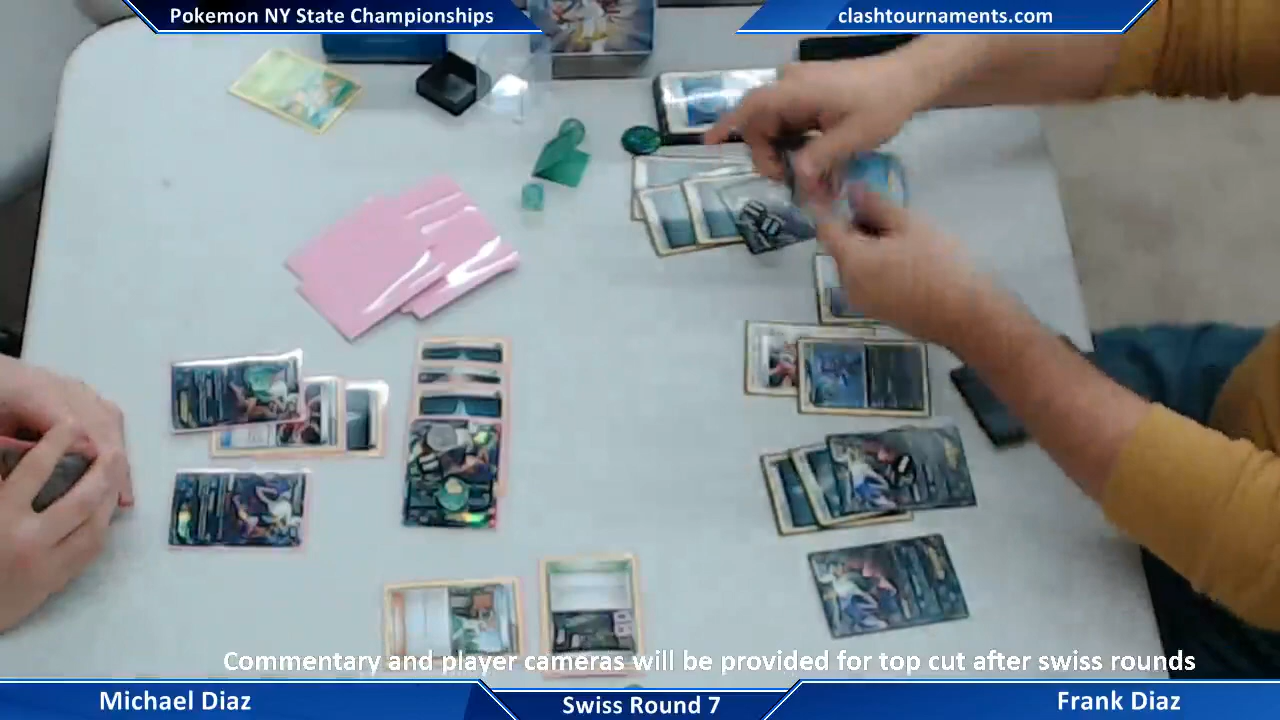 Pokemon NY State Championships
clashtournaments.com
Commentary and player cameras will be provided for top cut after swiss rounds
Michael Diaz
Swiss Round 7
Frank Diaz